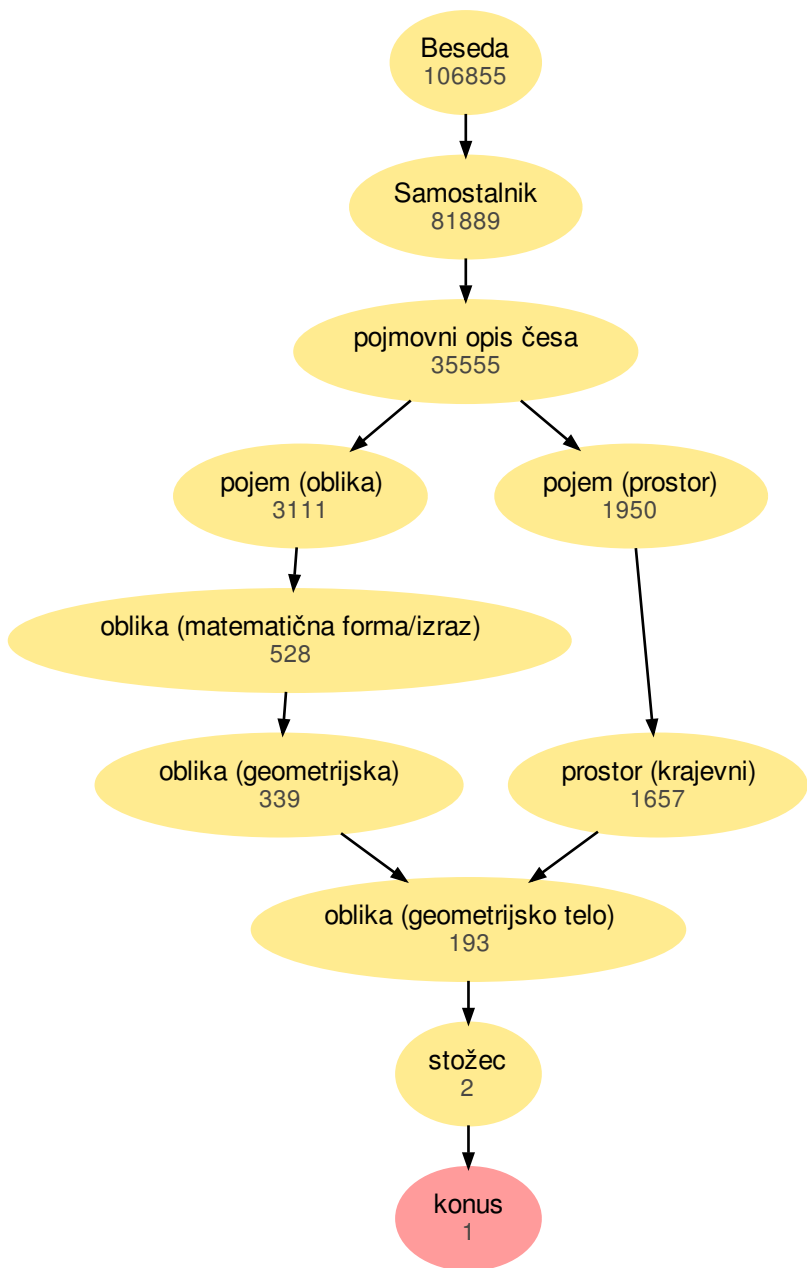 Beseda
106855
Samostalnik
81889
pojmovni opis česa
35555
pojem (oblika)
3111
pojem (prostor)
1950
oblika (matematična forma/izraz)
528
oblika (geometrijska)
339
prostor (krajevni)
1657
oblika (geometrijsko telo)
193
stožec
2
konus
1